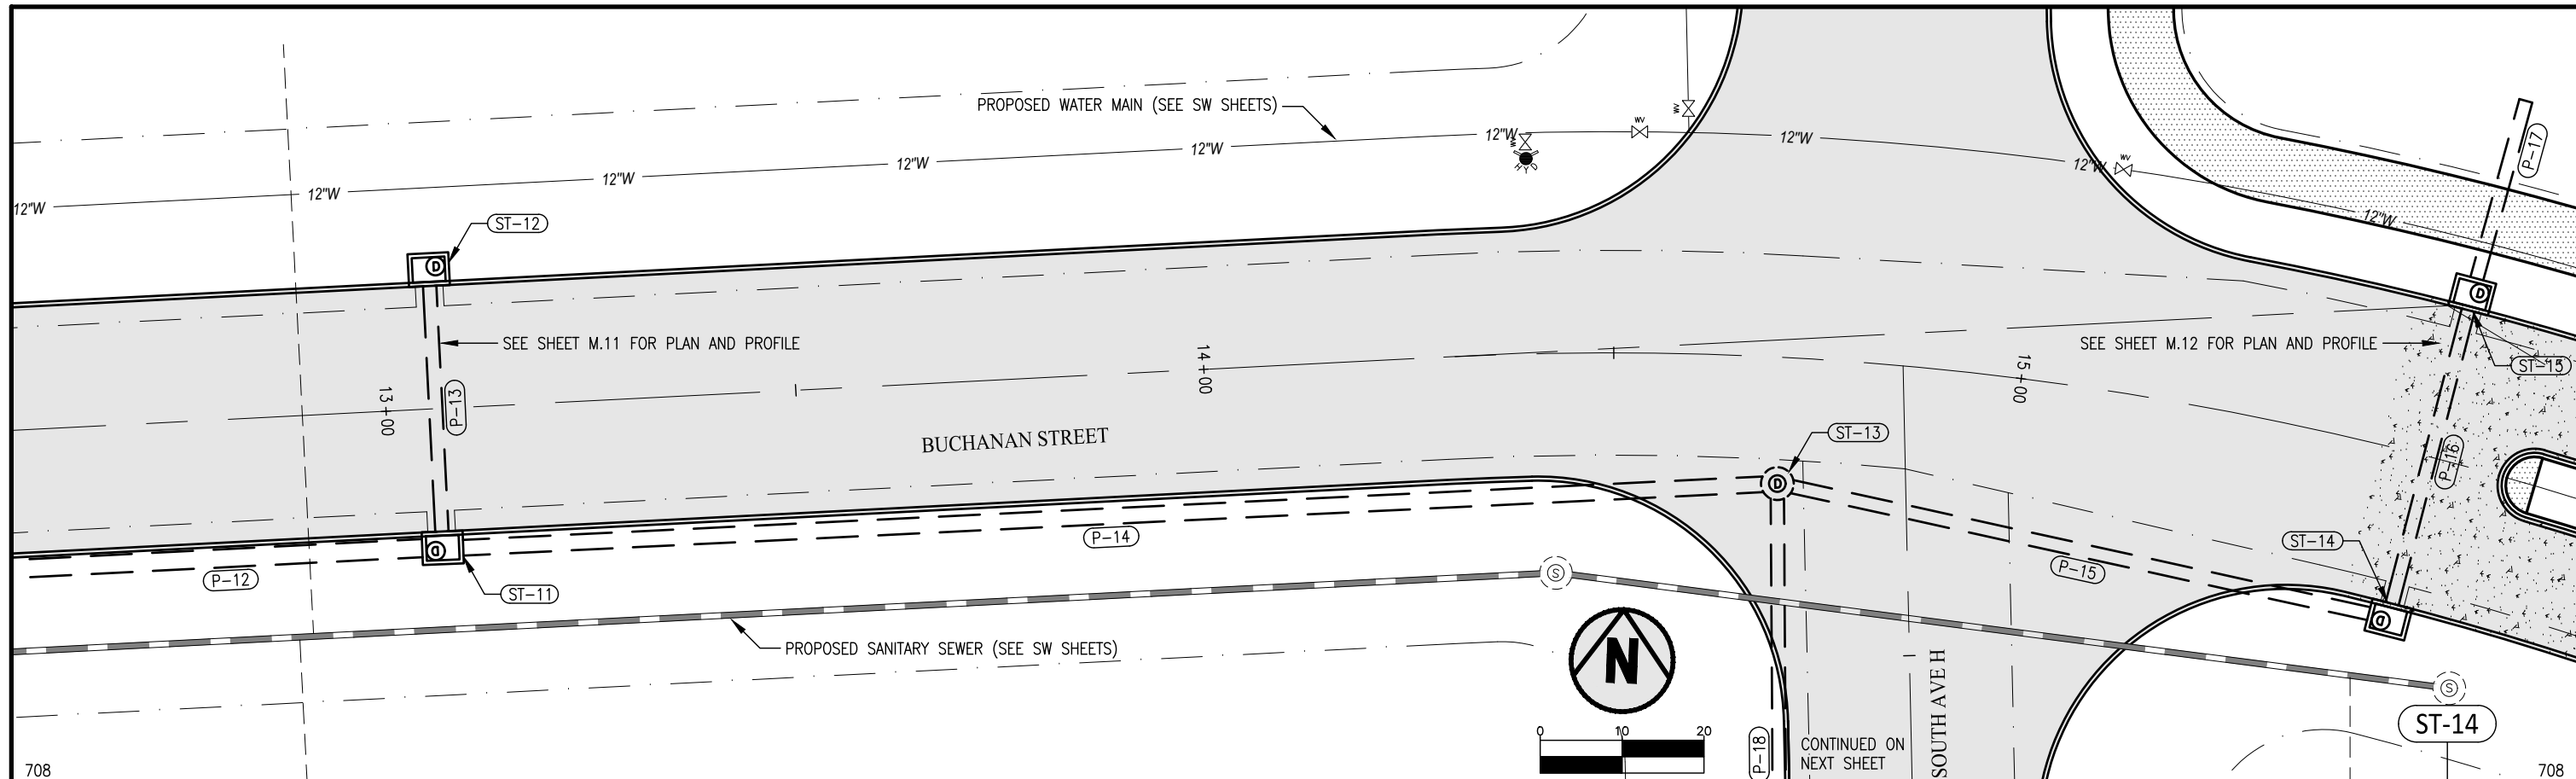 PROPOSED WATER MAIN (SEE SW SHEETS)
12"W
12"W
12"W
12"W
12"W
12"W
12"W
12"W
12"W
WV
WV
WV
WV
HYD
P-17
ST-12
SEE SHEET M.11 FOR PLAN AND PROFILE
SEE SHEET M.12 FOR PLAN AND PROFILE
ST-15
13+00
14+00
15+00
P-13
BUCHANAN STREET
ST-13
P-16
D
D
D
D
D
P-14
ST-14
P-12
ST-11
P-15
S
S
PROPOSED SANITARY SEWER (SEE SW SHEETS)
N
0 10 20
P-18
CONTINUED ON
NEXT SHEET
SOUTH AVE H
ST-14
708
708